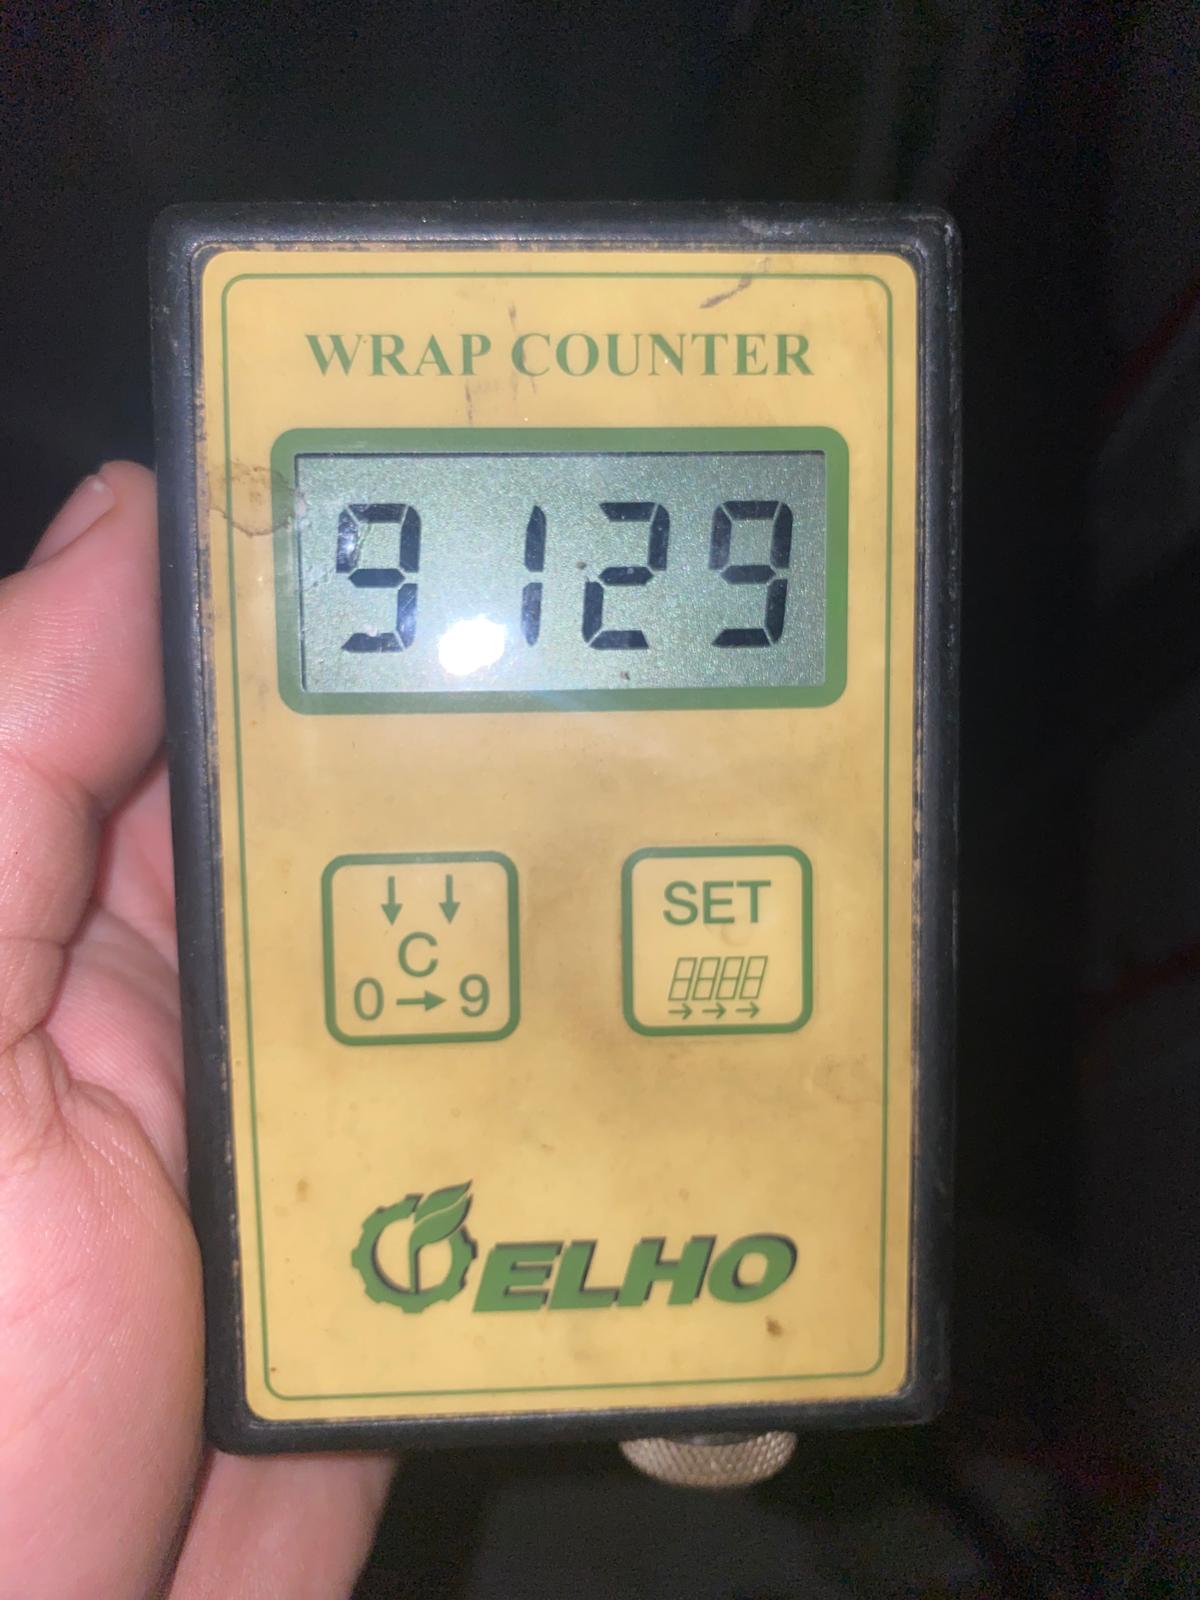 WRAP COUNTER
9129
C
0→9
SET
ELHO